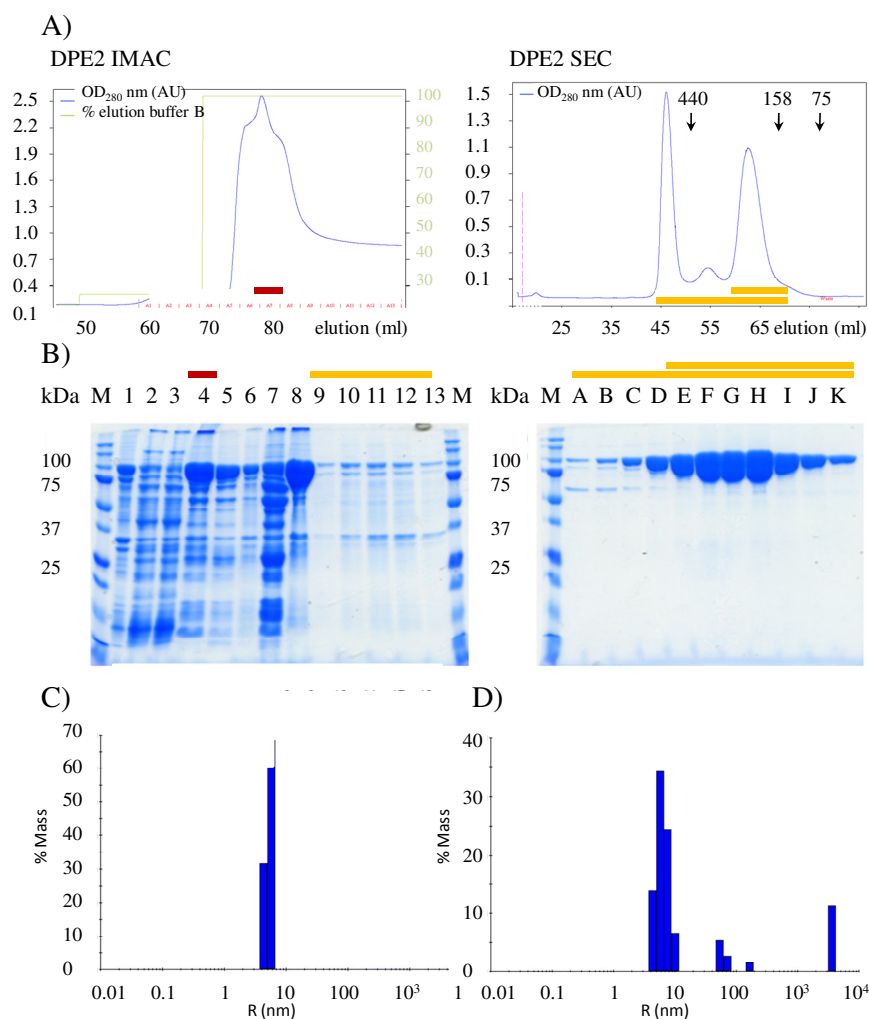 A)
DPE2 IMAC
DPE2 SEC
OD280 nm (AU)
% elution buffer B
2.5
2.1
1.7
1.3
1.0
0.7
0.4
0.1
100
90
80
70
60
50
40
30
50 60 70 80 elution (ml)
OD280 nm (AU)
440 158 75
1.5
1.3
1.1
0.9
0.7
0.5
0.3
0.1
25 35 45 55 65 elution (ml)
B)
kDa M 1 2 3 4 5 6 7 8 9 10 11 12 13 M
100
75
37
25
kDa M A B C D E F G H I J K
100
75
37
25
C)
% Mass
70
60
50
40
30
20
10
0
0.01 0.1 1 10 100 10³ 1
R (nm)
D)
% Mass
40
30
20
10
0
0.01 0.1 1 10 100 10³ 10⁴
R (nm)